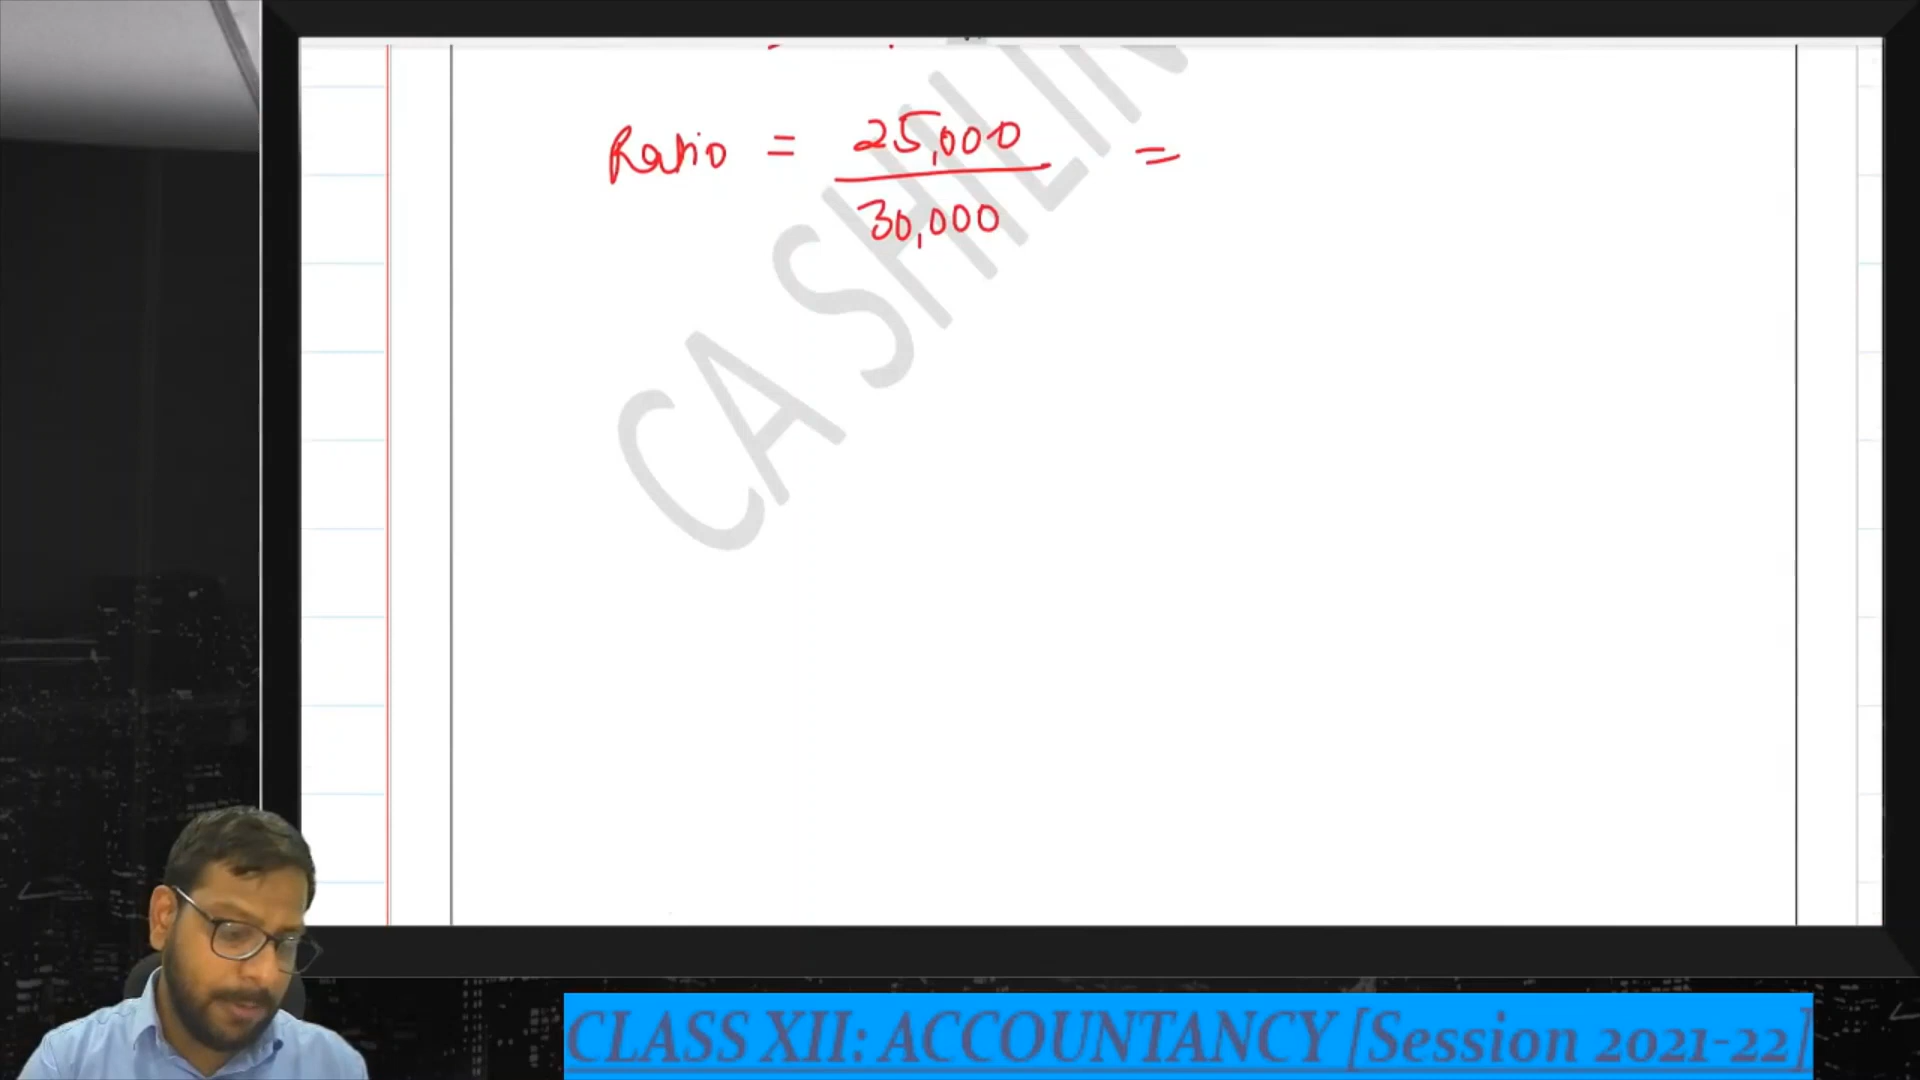 Ratio = 25,000 =
30,000
CA SHILIN
CLASS XII: ACCOUNTANCY [Session 2021-22]